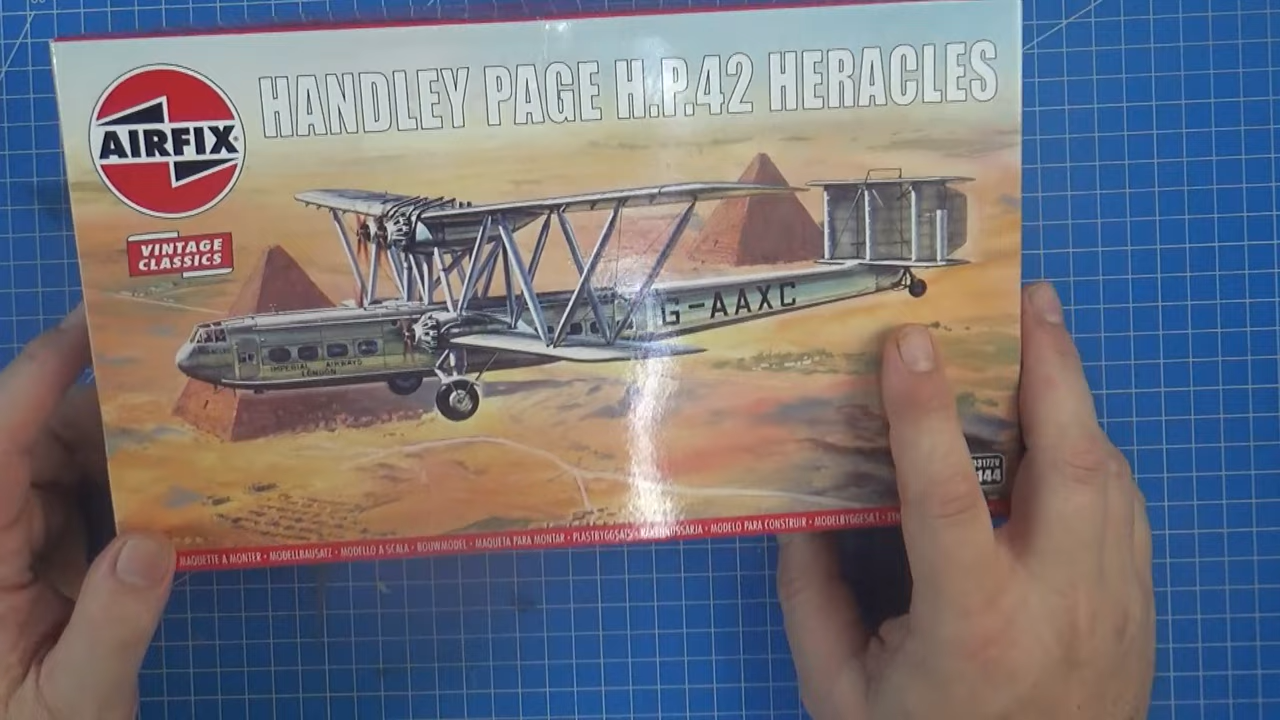 HANDLEY PAGE H.P.42 HERACLES
AIRFIX
VINTAGE
CLASSICS
G-AAXC
IMPERIAL AIRWAYS
LONDON
144
MAQUETTE A MONTER • MODELLBAUSATZ • MODELLO A SCALA • BOUWMODEL • MAQUETA PARA MONTAR • PLASTBYGGSATS • RAKENNUSSARJA • MODELO PARA CONSTRUIR • MODELBYGGESÆT